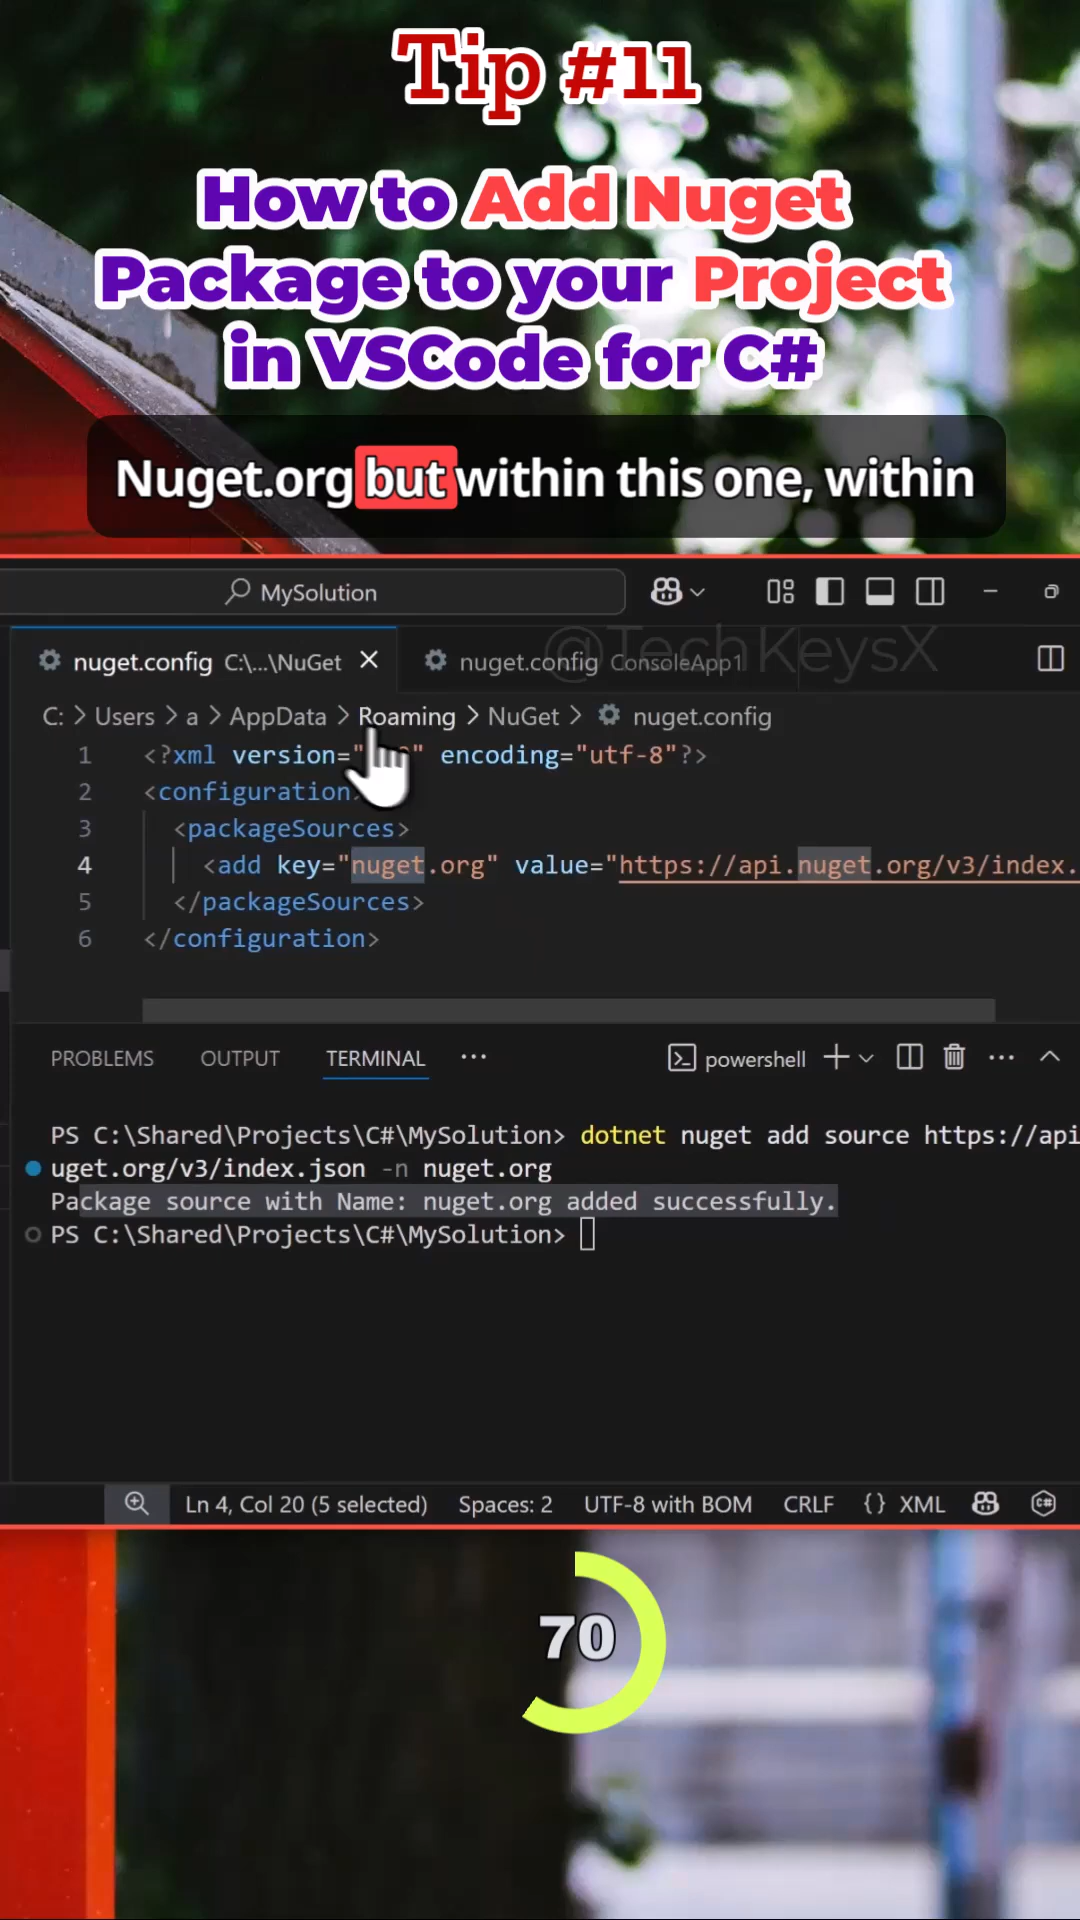 Tip #11
How to Add Nuget
Package to your Project
in VSCode for C#
Nuget.org but within this one, within
MySolution
@TechKeysX
nuget.config C:\...\NuGet
nuget.config ConsoleApp1
C: > Users > a > AppData > Roaming > NuGet > nuget.config
1 <?xml version=" " encoding="utf-8"?>
2 <configuration>
3 <packageSources>
4 <add key="nuget.org" value="https://api.nuget.org/v3/index.
5 </packageSources>
6 </configuration>
PROBLEMS OUTPUT TERMINAL ··· powershell ···
PS C:\Shared\Projects\C#\MySolution> dotnet nuget add source https://api
uget.org/v3/index.json -n nuget.org
Package source with Name: nuget.org added successfully.
PS C:\Shared\Projects\C#\MySolution>
Ln 4, Col 20 (5 selected) Spaces: 2 UTF-8 with BOM CRLF {} XML
70